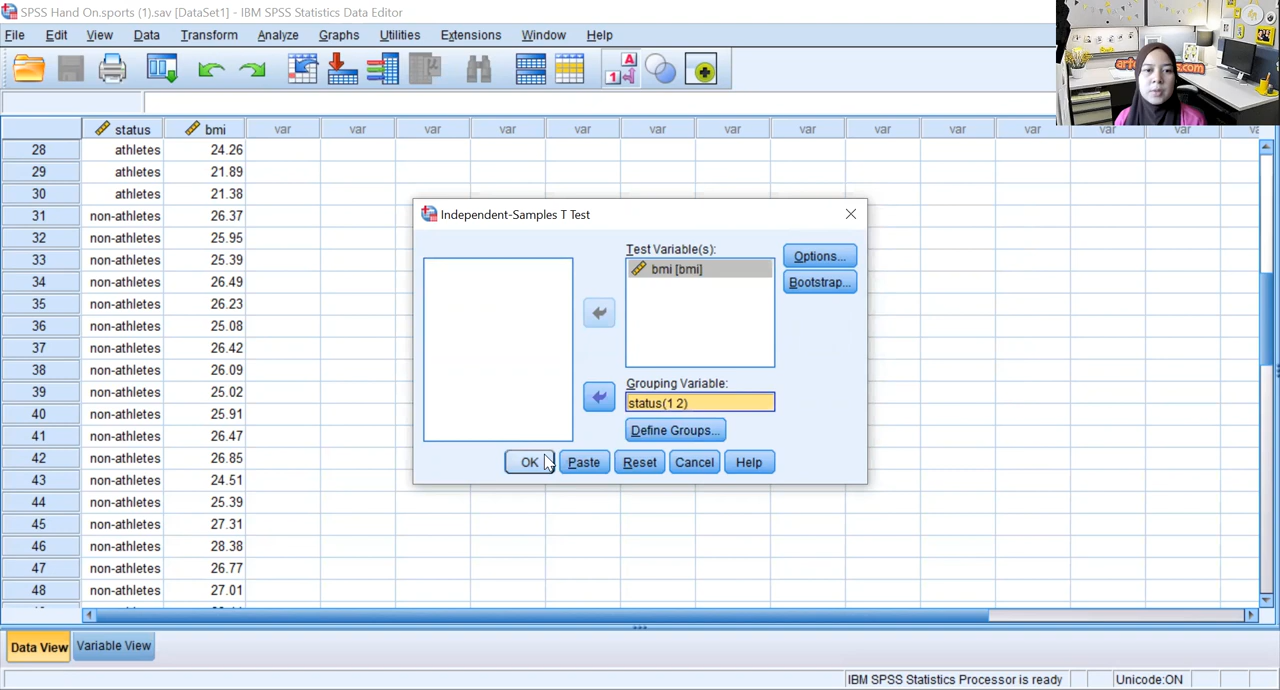 SPSS Hand On.sports (1).sav [DataSet1] - IBM SPSS Statistics Data Editor
File Edit View Data Transform Analyze Graphs Utilities Extensions Window Help
status bmi var var var var var var var var var var var
28 athletes 24.26
29 athletes 21.89
30 athletes 21.38
31 non-athletes 26.37
32 non-athletes 25.95
33 non-athletes 25.39
34 non-athletes 26.49
35 non-athletes 26.23
36 non-athletes 25.08
37 non-athletes 26.42
38 non-athletes 26.09
39 non-athletes 25.02
40 non-athletes 25.91
41 non-athletes 26.47
42 non-athletes 26.85
43 non-athletes 24.51
44 non-athletes 25.39
45 non-athletes 27.31
46 non-athletes 28.38
47 non-athletes 26.77
48 non-athletes 27.01
Independent-Samples T Test
Test Variable(s):
bmi [bmi]
Options...
Bootstrap...
Grouping Variable:
status(1 2)
Define Groups...
OK Paste Reset Cancel Help
Data View Variable View
IBM SPSS Statistics Processor is ready Unicode:ON